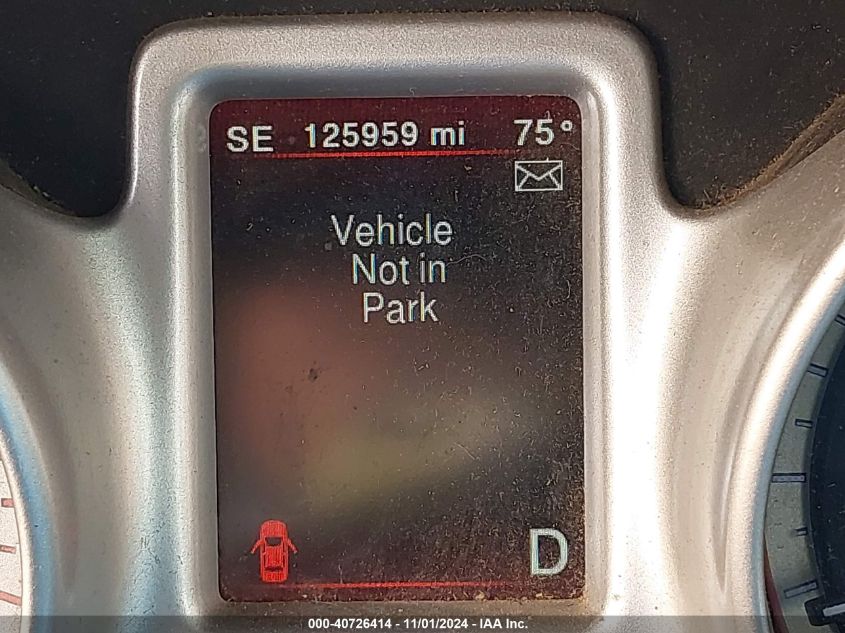 SE 125959 mi 75°
Vehicle
Not in
Park
D
000-40726414 - 11/01/2024 - IAA Inc.